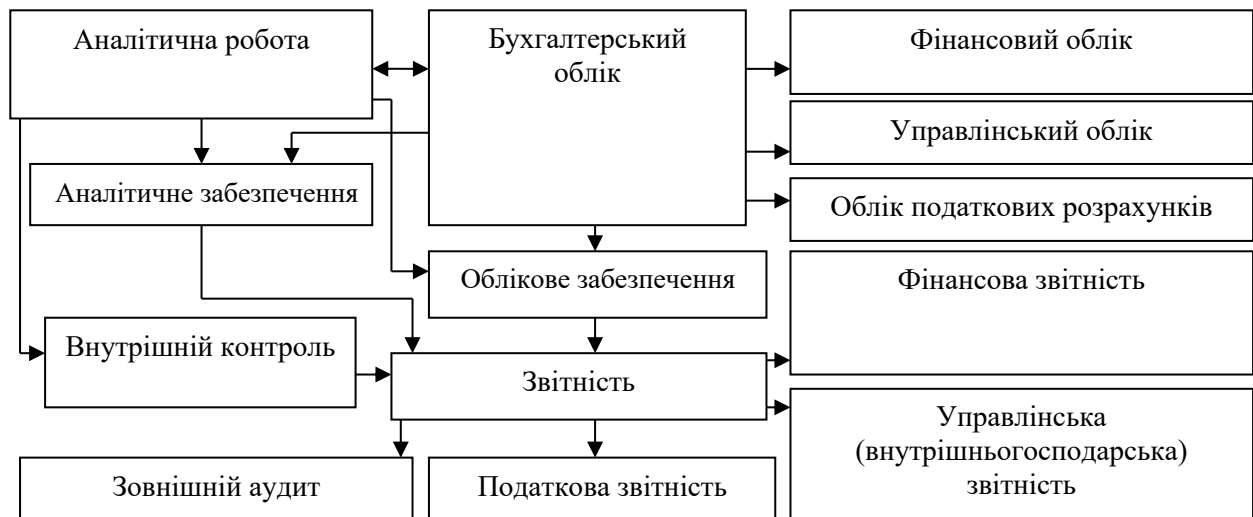 Аналітична робота
Бухгалтерський
облік
Фінансовий облік
Управлінський облік
Аналітичне забезпечення
Облік податкових розрахунків
Облікове забезпечення
Фінансова звітність
Внутрішній контроль
Звітність
Управлінська
(внутрішньогосподарська)
звітність
Зовнішній аудит
Податкова звітність